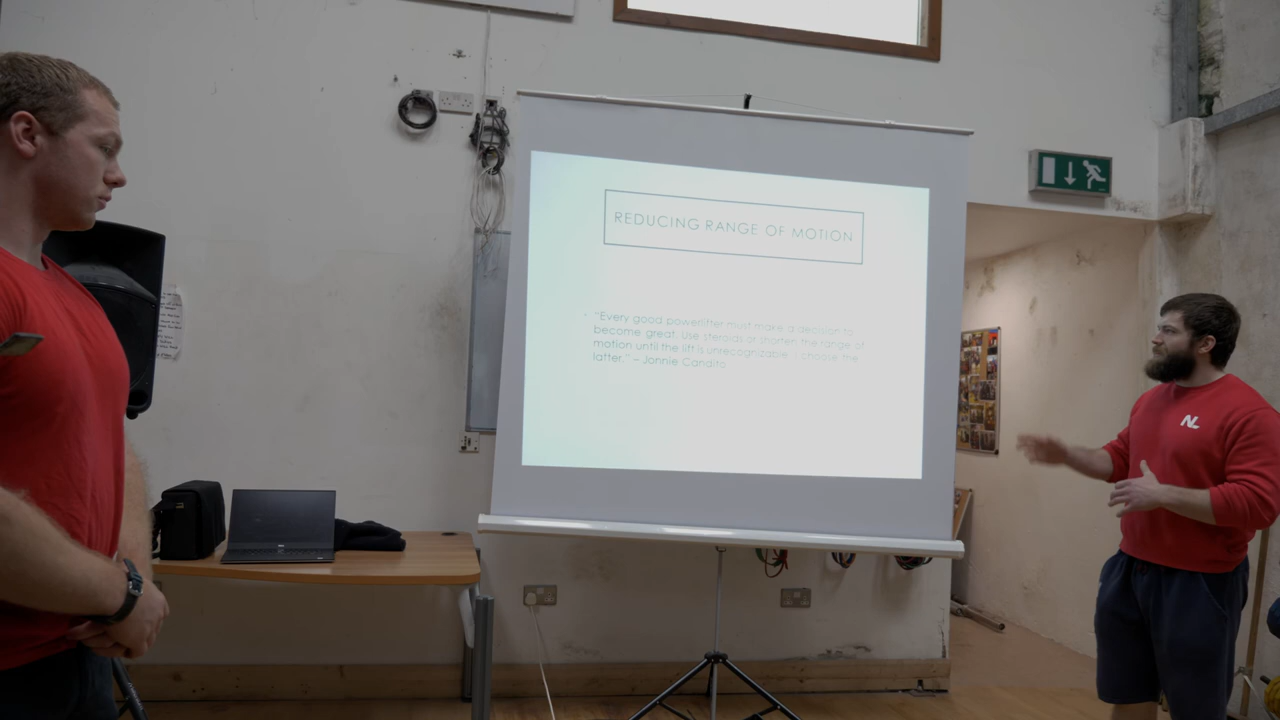 REDUCING RANGE OF MOTION
"Every good powerlifter must make a decision to
become great. Use steroids or shorten the range of
motion until the lift is unrecognizable. I choose the
latter." – Jonnie Candito
NL